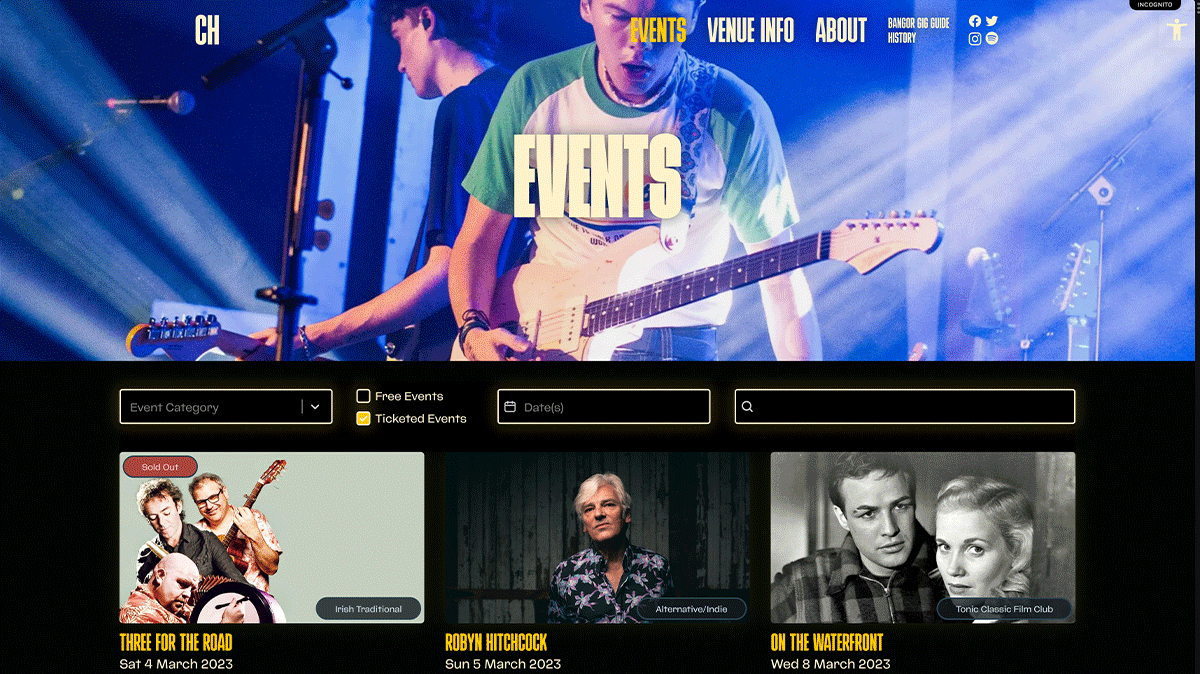 INCOGNITO
CH
EVENTS
VENUE INFO
ABOUT
BANGOR GIG GUIDE
HISTORY
EVENTS
Event Category
Free Events
Ticketed Events
Date(s)
Sold Out
Irish Traditional
Alternative/Indie
Tonic Classic Film Club
THREE FOR THE ROAD
ROBYN HITCHCOCK
ON THE WATERFRONT
Sat 4 March 2023
Sun 5 March 2023
Wed 8 March 2023